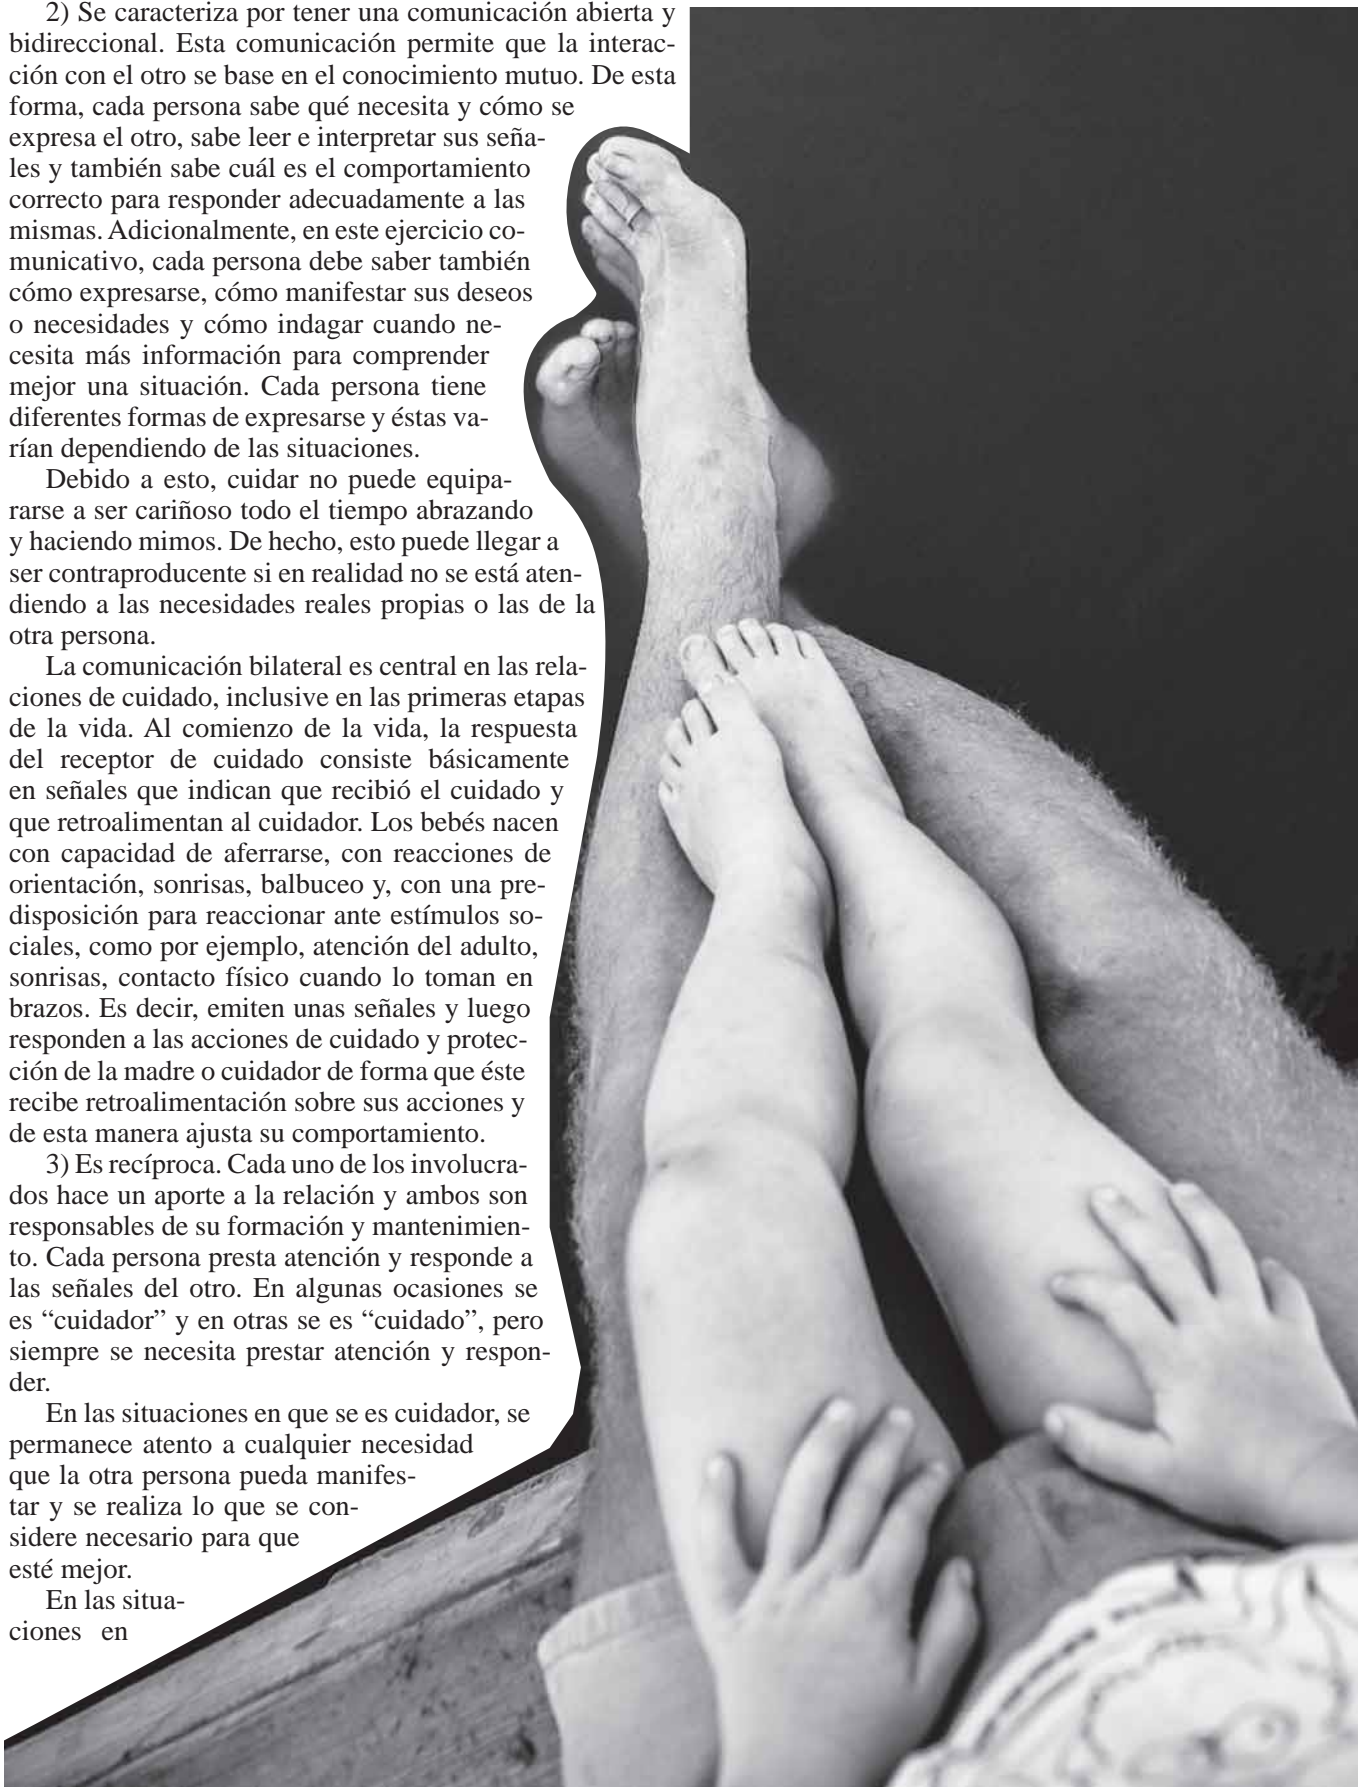 2) Se caracteriza por tener una comunicación abierta y
bidireccional. Esta comunicación permite que la interac-
ción con el otro se base en el conocimiento mutuo. De esta
forma, cada persona sabe qué necesita y cómo se
expresa el otro, sabe leer e interpretar sus seña-
les y también sabe cuál es el comportamiento
correcto para responder adecuadamente a las
mismas. Adicionalmente, en este ejercicio co-
municativo, cada persona debe saber también
cómo expresarse, cómo manifestar sus deseos
o necesidades y cómo indagar cuando ne-
cesita más información para comprender
mejor una situación. Cada persona tiene
diferentes formas de expresarse y éstas va-
rían dependiendo de las situaciones.
Debido a esto, cuidar no puede equipa-
rarse a ser cariñoso todo el tiempo abrazando
y haciendo mimos. De hecho, esto puede llegar a
ser contraproducente si en realidad no se está aten-
diendo a las necesidades reales propias o las de la
otra persona.
La comunicación bilateral es central en las rela-
ciones de cuidado, inclusive en las primeras etapas
de la vida. Al comienzo de la vida, la respuesta
del receptor de cuidado consiste básicamente
en señales que indican que recibió el cuidado y
que retroalimentan al cuidador. Los bebés nacen
con capacidad de aferrarse, con reacciones de
orientación, sonrisas, balbuceo y, con una pre-
disposición para reaccionar ante estímulos so-
ciales, como por ejemplo, atención del adulto,
sonrisas, contacto físico cuando lo toman en
brazos. Es decir, emiten unas señales y luego
responden a las acciones de cuidado y protec-
ción de la madre o cuidador de forma que éste
recibe retroalimentación sobre sus acciones y
de esta manera ajusta su comportamiento.
3) Es recíproca. Cada uno de los involucra-
dos hace un aporte a la relación y ambos son
responsables de su formación y mantenimien-
to. Cada persona presta atención y responde a
las señales del otro. En algunas ocasiones se
es “cuidador” y en otras se es “cuidado”, pero
siempre se necesita prestar atención y respon-
der.
En las situaciones en que se es cuidador, se
permanece atento a cualquier necesidad
que la otra persona pueda manifes-
tar y se realiza lo que se con-
sidere necesario para que
esté mejor.
En las situa-
ciones en